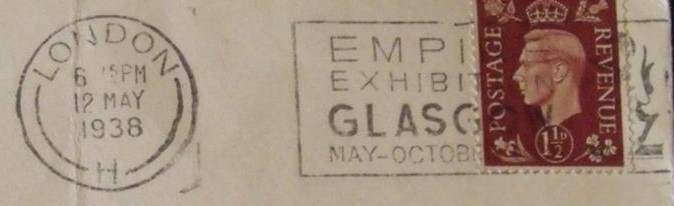 LONDON
6 15PM
12 MAY
1938
H
EMPI
EXHIBIT
GLASG
MAY-OCTOB
POSTAGE
REVENUE
1½D